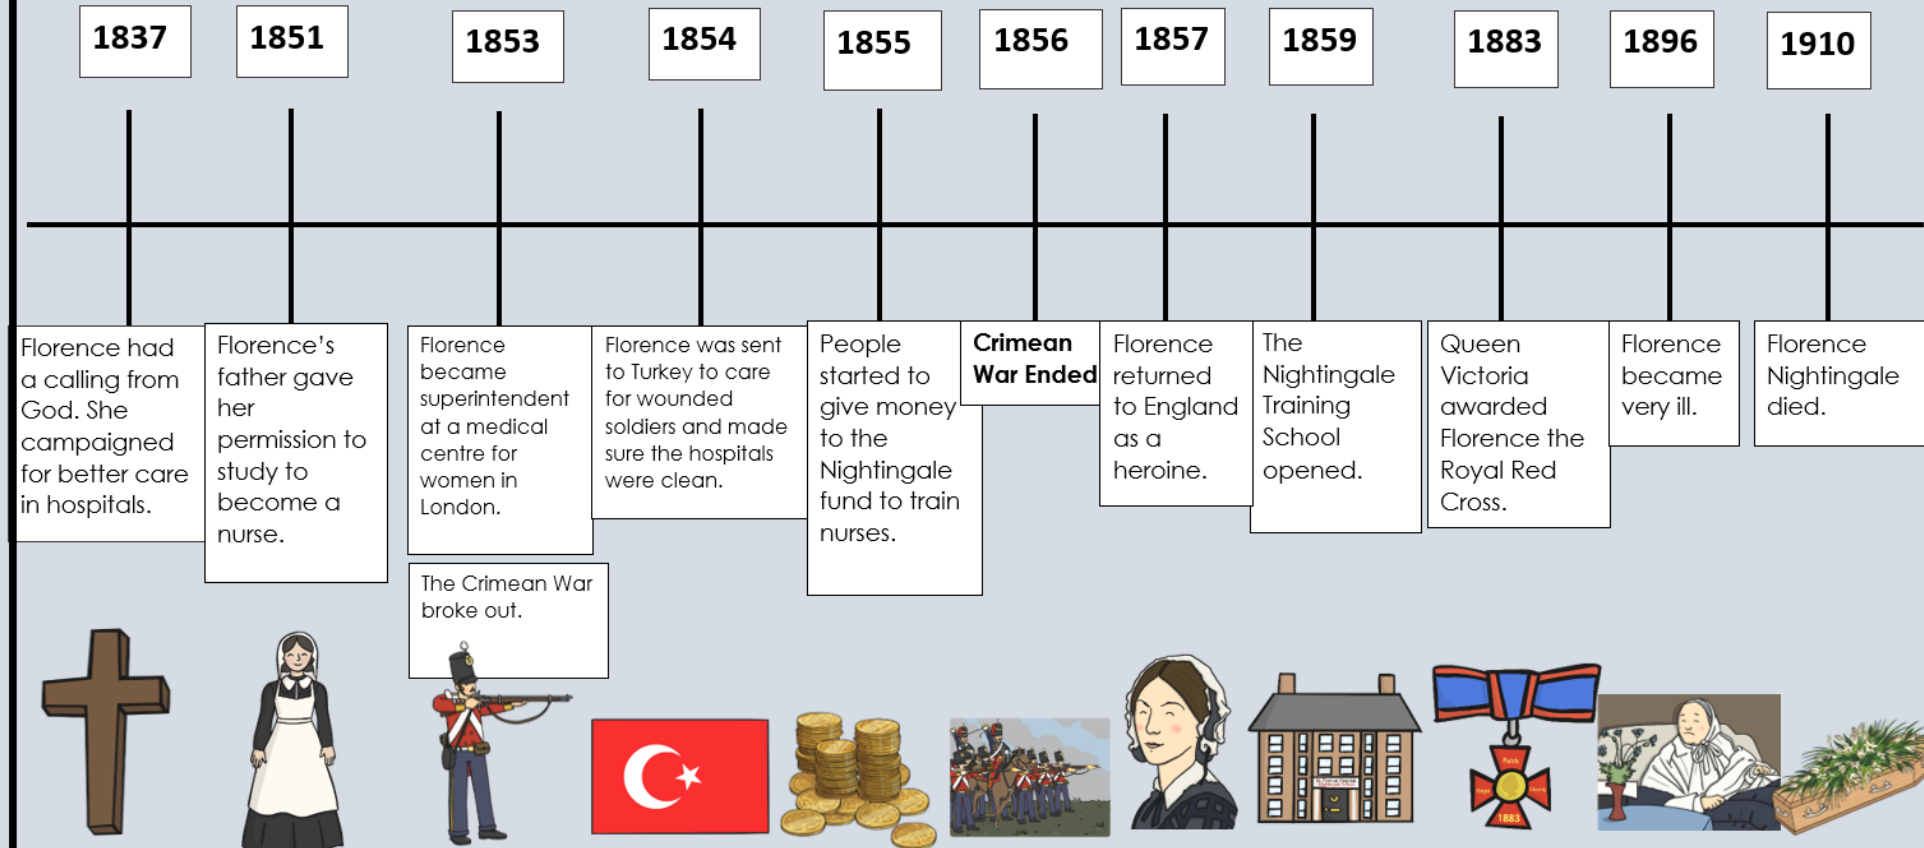 1837
1851
1853
1854
1855
1856
1857
1859
1883
1896
1910
Florence had
a calling from
God. She
campaigned
for better care
in hospitals.
Florence’s
father gave
her
permission to
study to
become a
nurse.
Florence
became
superintendent
at a medical
centre for
women in
London.
The Crimean War
broke out.
Florence was sent
to Turkey to care
for wounded
soldiers and made
sure the hospitals
were clean.
People
started to
give money
to the
Nightingale
fund to train
nurses.
Crimean
War Ended
Florence
returned
to England
as a
heroine.
The
Nightingale
Training
School
opened.
Queen
Victoria
awarded
Florence the
Royal Red
Cross.
Florence
became
very ill.
Florence
Nightingale
died.
Faith
Charity
1883